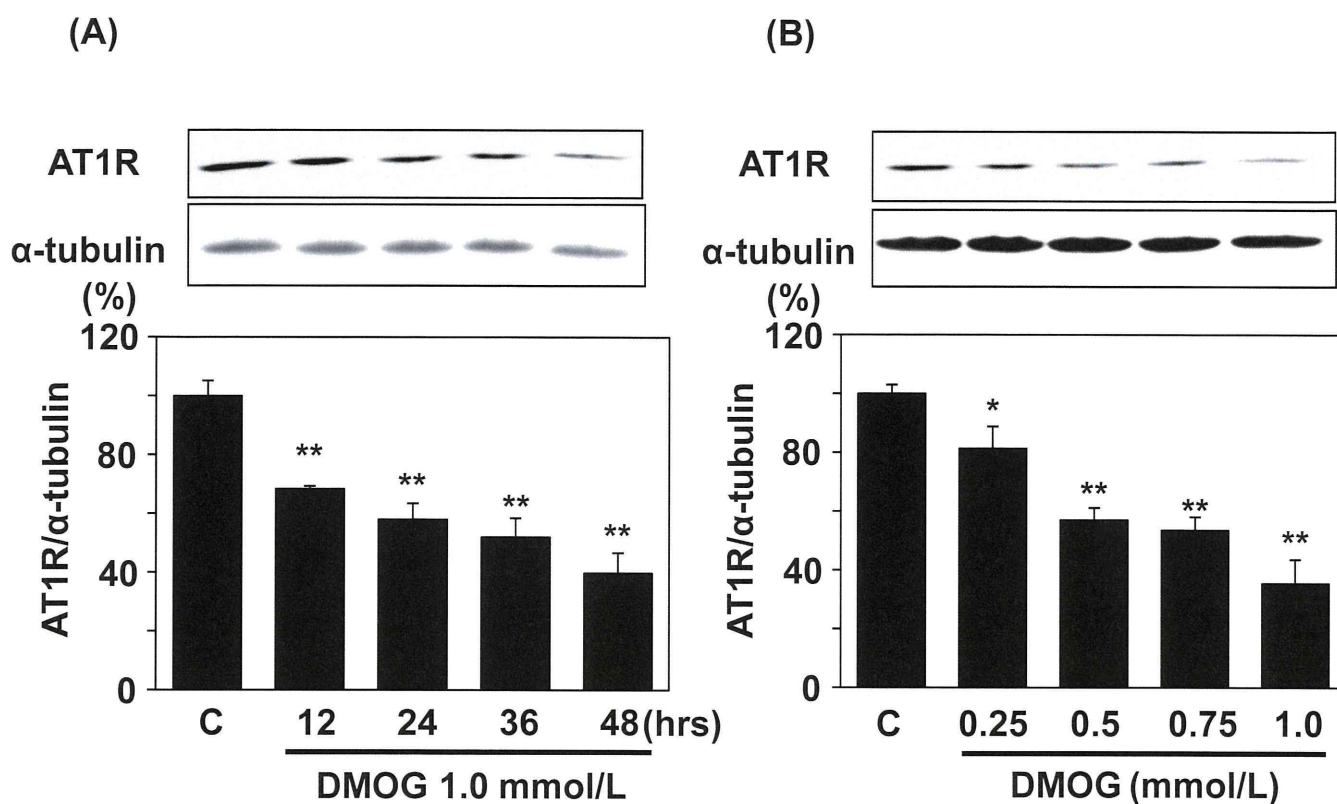 (A)
AT1R
α-tubulin
(%)
120
80
40
0
AT1R/α-tubulin
**
**
**
**
C 12 24 36 48 (hrs)
DMOG 1.0 mmol/L
(B)
AT1R
α-tubulin
(%)
120
80
40
0
AT1R/α-tubulin
*
**
**
**
C 0.25 0.5 0.75 1.0
DMOG (mmol/L)